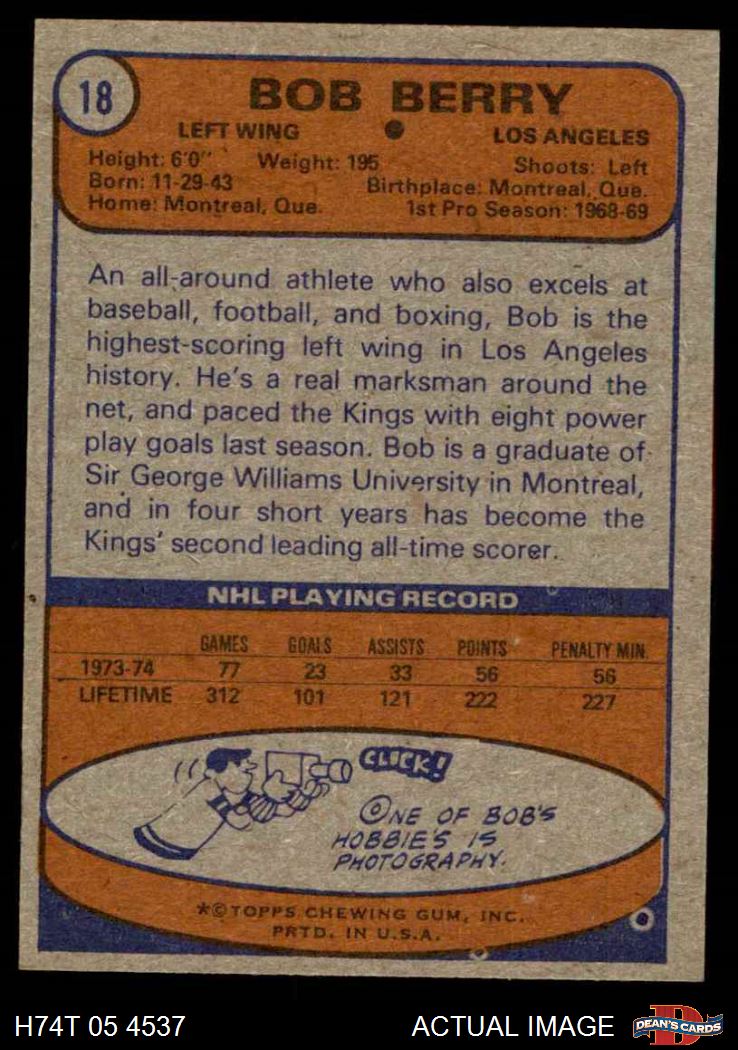 18
BOB BERRY
LEFT WING LOS ANGELES
Height: 6'0" Weight: 195 Shoots: Left
Born: 11-29-43 Birthplace: Montreal, Que.
Home: Montreal, Que. 1st Pro Season: 1968-69
An all-around athlete who also excels at
baseball, football, and boxing, Bob is the
highest-scoring left wing in Los Angeles
history. He's a real marksman around the
net, and paced the Kings with eight power
play goals last season. Bob is a graduate of
Sir George Williams University in Montreal,
and in four short years has become the
Kings' second leading all-time scorer.
NHL PLAYING RECORD
GAMES GOALS ASSISTS POINTS PENALTY MIN.
1973-74 77 23 33 56 56
LIFETIME 312 101 121 222 227
CLICK!
ONE OF BOB'S
HOBBIE'S IS
PHOTOGRAPHY.
*© TOPPS CHEWING GUM, INC.
PRTD. IN U.S.A.
H74T 05 4537 ACTUAL IMAGE D DEAN'S CARDS